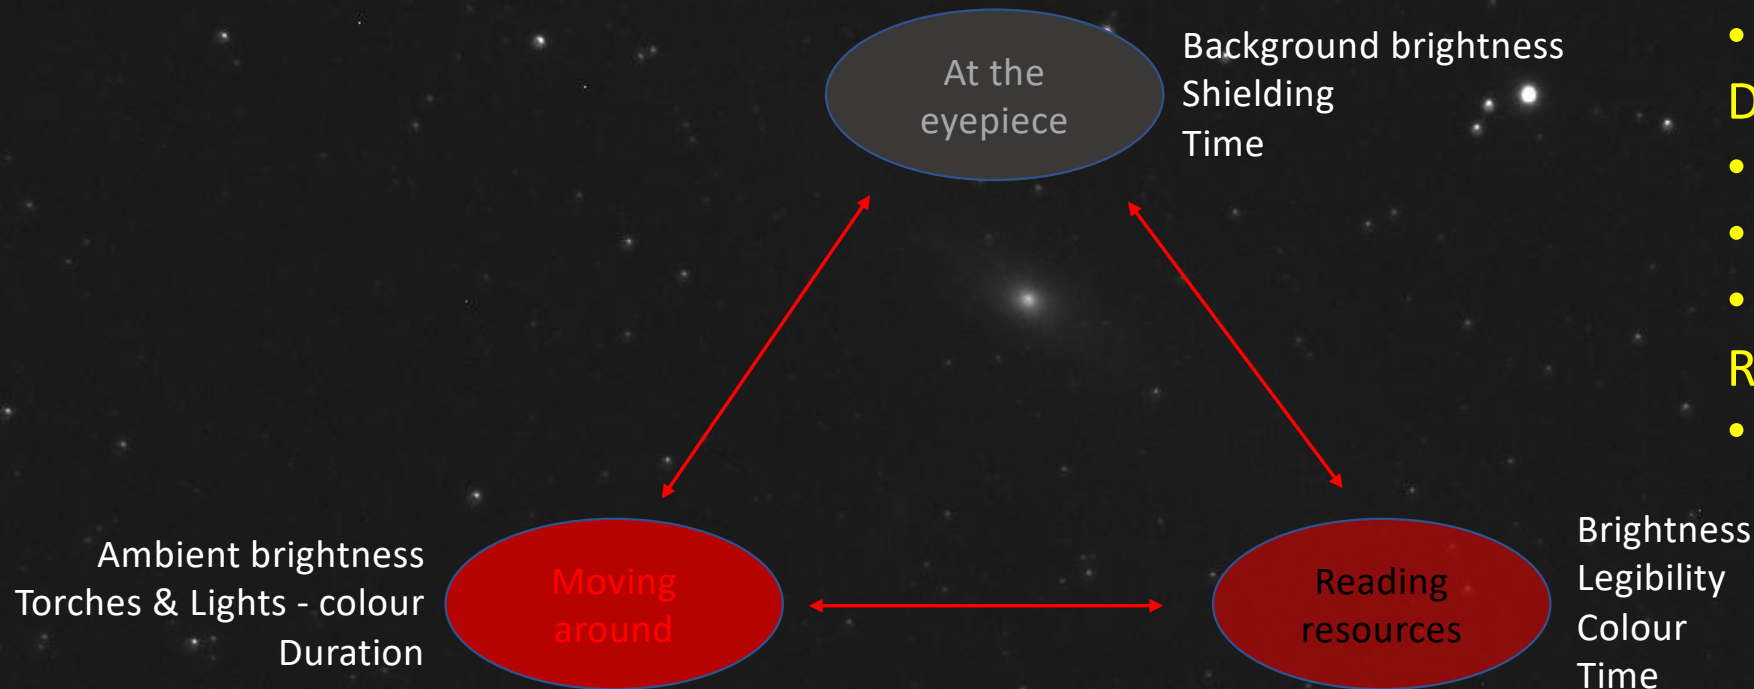 At the
eyepiece
Background brightness
Shielding
Time
Ambient brightness
Torches & Lights - colour
Duration
Moving
around
Reading
resources
Brightness
Legibility
Colour
Time